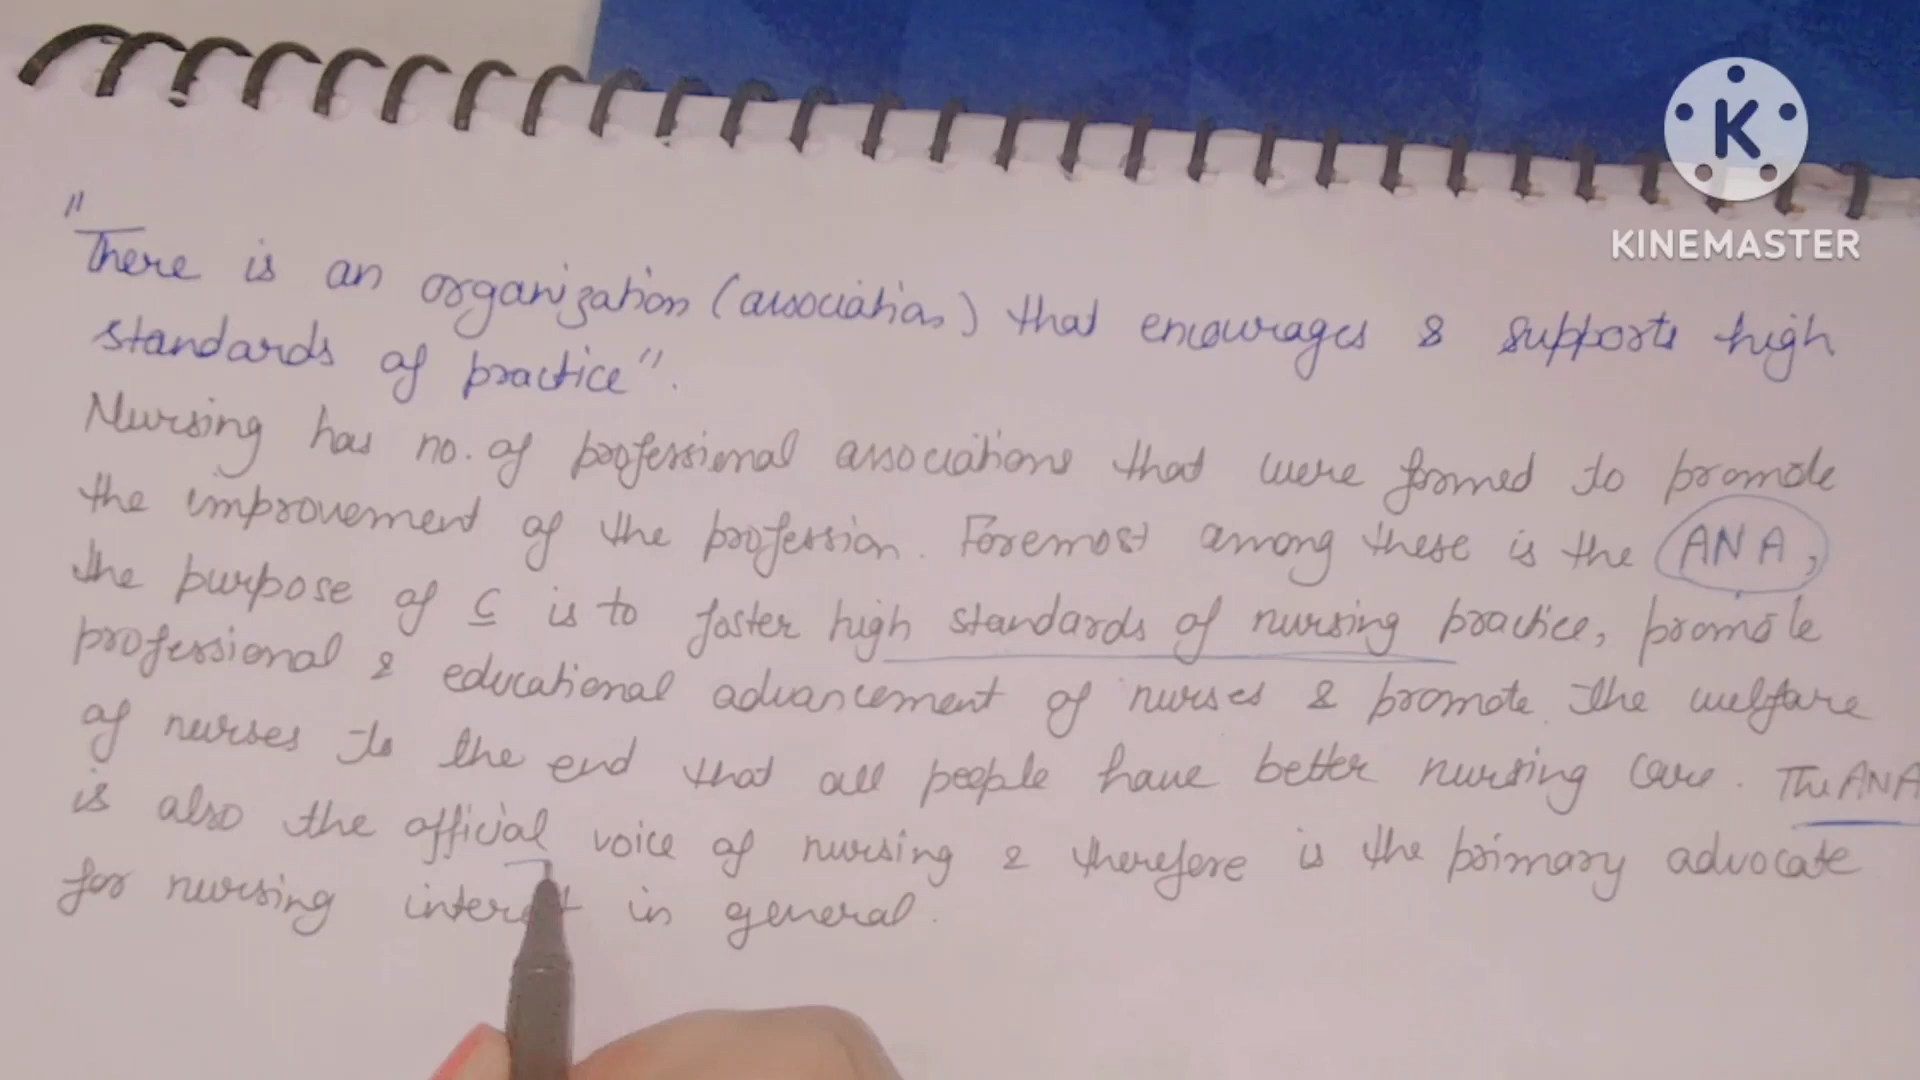 "There is an organization (association) that encourages & supports high
standards of practice".
Nursing has no. of professional associations that were formed to promote
the improvement of the profession. Foremost among these is the ANA,
the purpose of C is to foster high standards of nursing practice, promote
professional & educational advancement of nurses & promote the welfare
of nurses to the end that all people have better nursing care. The ANA
is also the official voice of nursing & therefore is the primary advocate
for nursing interest in general.
K
KINEMASTER